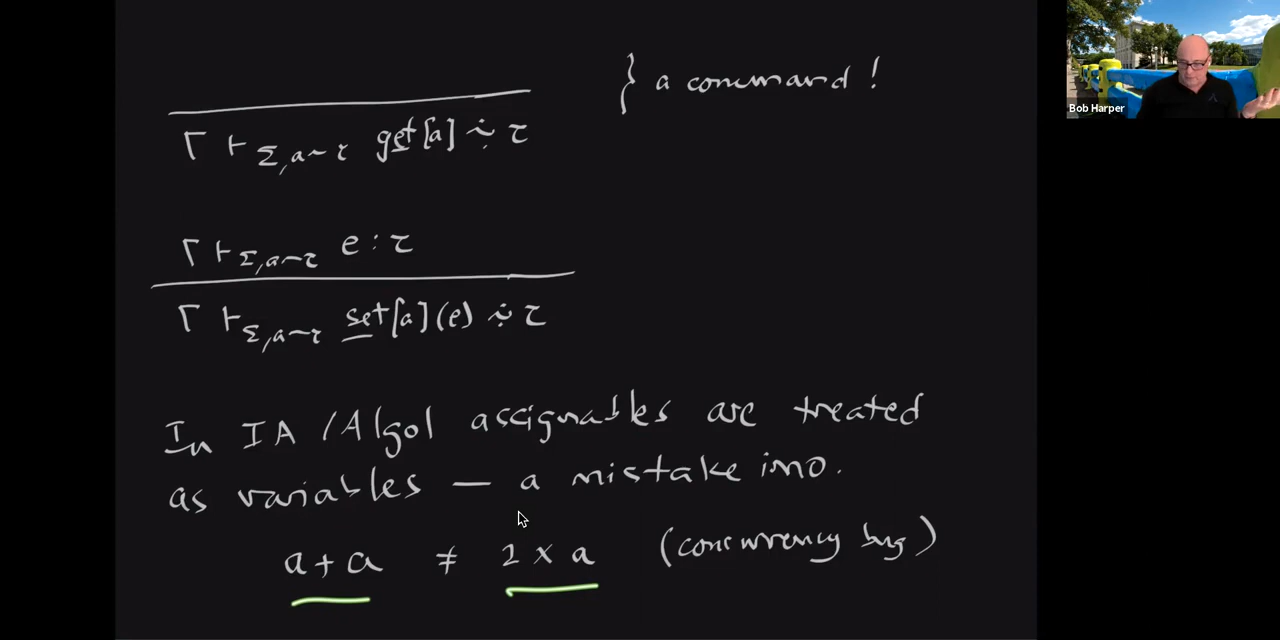 } a command !
Γ ⊢ Σ,a~τ get[a] ∻ τ
Bob Harper
Γ ⊢ Σ,a~τ e : τ
Γ ⊢ Σ,a~τ set[a](e) ∻ τ
In IA / Algol assignables are treated
as variables — a mistake imo.
a + a ≠ 2 × a (concurrency bug)